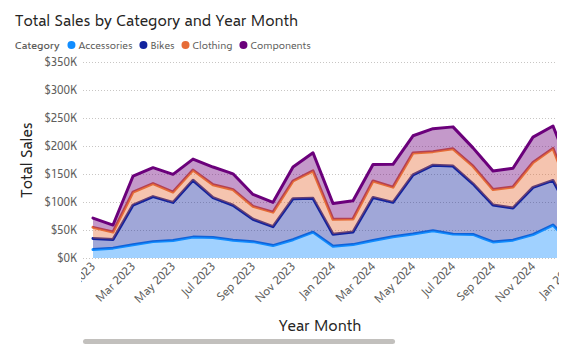 Total Sales by Category and Year Month
Category Accessories Bikes Clothing Components
$350K
$300K
$250K
$200K
$150K
$100K
$50K
$0K
Total Sales
2023 Mar 2023 May 2023 Jul 2023 Sep 2023 Nov 2023 Jan 2024 Mar 2024 May 2024 Jul 2024 Sep 2024 Nov 2024 Jan
Year Month